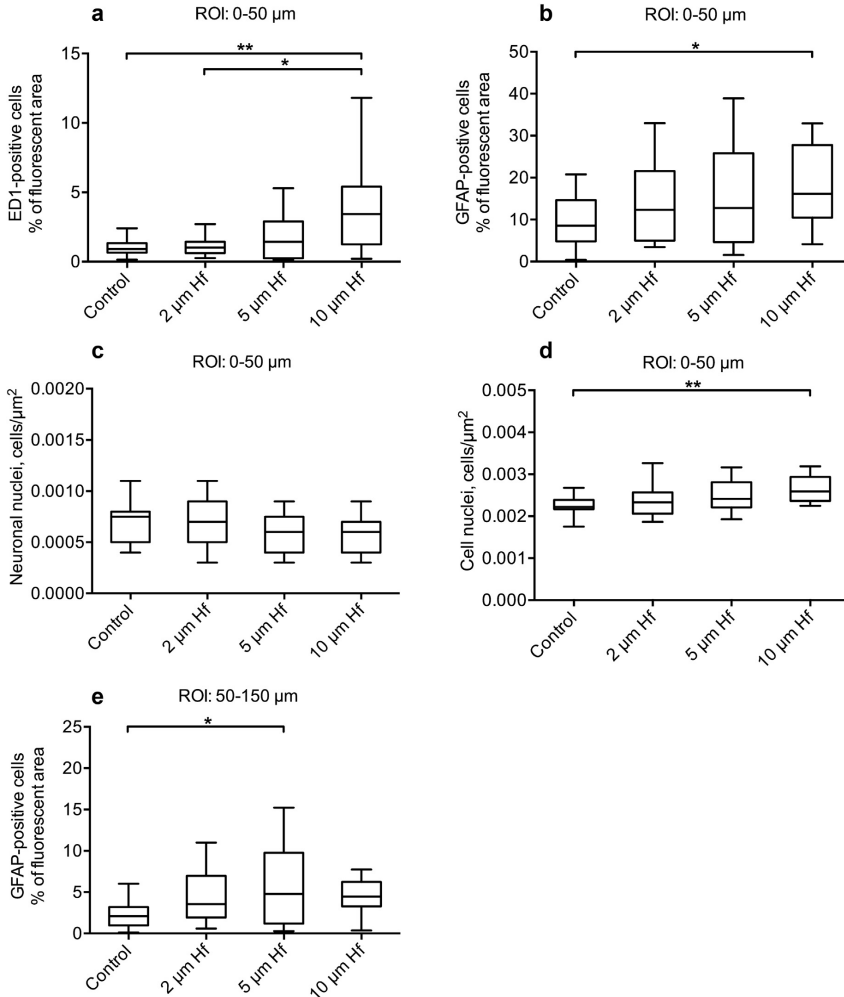 a
ROI: 0-50 µm
ED1-positive cells
% of fluorescent area
15
10
5
0
**
*
Control
2 µm Hf
5 µm Hf
10 µm Hf
b
ROI: 0-50 µm
GFAP-postive cells
% of fluorescent area
50
40
30
20
10
0
*
Control
2 µm Hf
5 µm Hf
10 µm Hf
c
ROI: 0-50 µm
Neuronal nuclei, cells/µm²
0.0020
0.0015
0.0010
0.0005
0.0000
Control
2 µm Hf
5 µm Hf
10 µm Hf
d
ROI: 0-50 µm
Cell nuclei, cells/µm²
0.005
0.004
0.003
0.002
0.001
0.000
**
Control
2 µm Hf
5 µm Hf
10 µm Hf
e
ROI: 50-150 µm
GFAP-positive cells
% of fluorescent area
25
20
15
10
5
0
*
Control
2 µm Hf
5 µm Hf
10 µm Hf